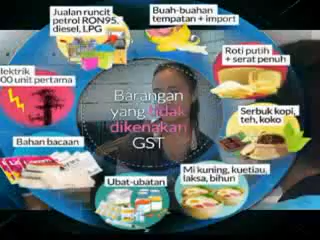 Jualan runcit
petrol RON95,
diesel, LPG
Buah-buahan
tempatan + import
Roti putih
+ serat penuh
Serbuk kopi,
teh, koko
Mi kuning, kuetiau,
laksa, bihun
Ubat-ubatan
Bahan bacaan
lektrik
00 unit pertama
Barangan
yang tidak
dikenakan
GST